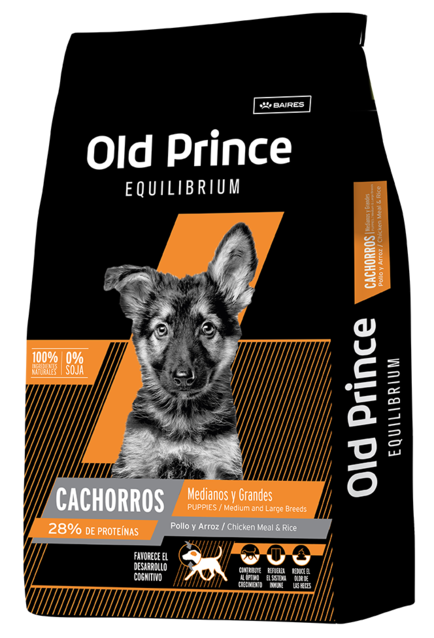 BAIRES
Old Prince
EQUILIBRIUM
100%
INGREDIENTES
NATURALES
0%
SOJA
CACHORROS
Medianos y Grandes
PUPPIES / Medium and Large Breeds
28% DE PROTEÍNAS
Pollo y Arroz / Chicken Meal & Rice
FAVORECE EL
DESARROLLO
COGNITIVO
CONTRIBUYE
AL ÓPTIMO
CRECIMIENTO
REFUERZA
EL SISTEMA
INMUNE
REDUCE EL
OLOR DE
LAS HECES
CACHORROS
Medianos y Grandes
Pollo y Arroz / Chicken Meal & Rice
Old Prince
EQUILIBRIUM